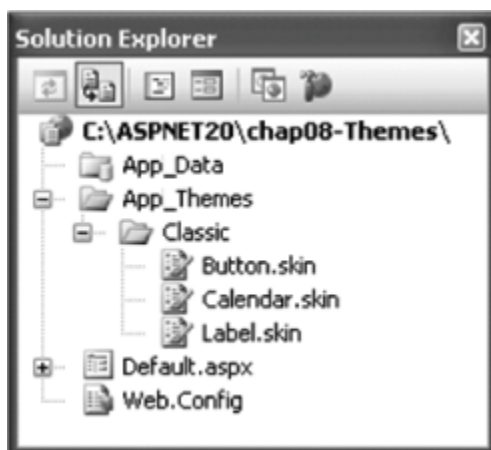 Solution Explorer
C:\ASPNET20\chap08-Themes\
App_Data
App_Themes
Classic
Button.skin
Calendar.skin
Label.skin
Default.aspx
Web.Config